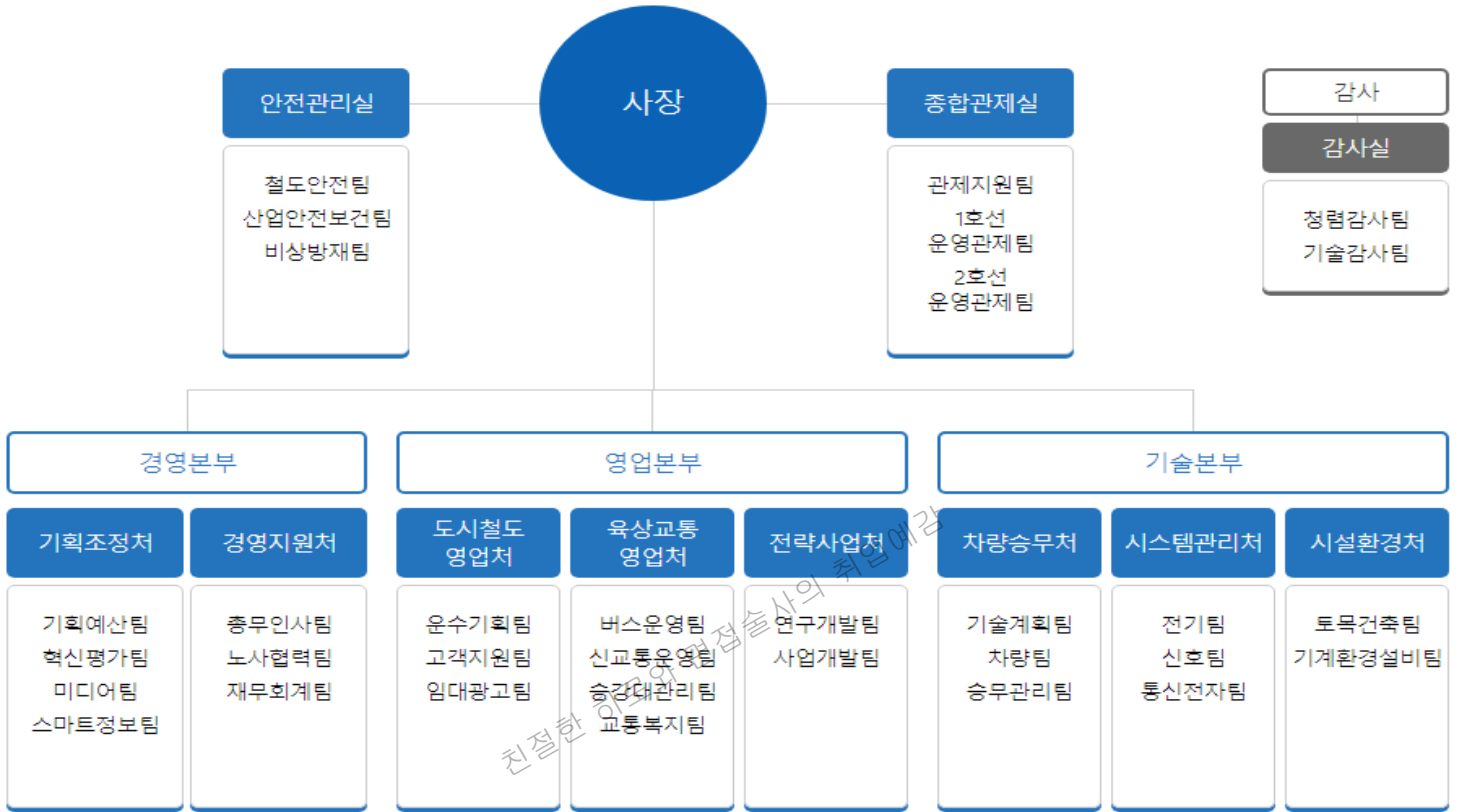 사장
안전관리실
철도안전팀
산업안전보건팀
비상방재팀
종합관제실
관제지원팀
1호선
운영관제팀
2호선
운영관제팀
감사
감사실
청렴감사팀
기술감사팀
경영본부
기획조정처
기획예산팀
혁신평가팀
미디어팀
스마트정보팀
경영지원처
총무인사팀
노사협력팀
재무회계팀
영업본부
도시철도
영업처
운수기획팀
고객지원팀
임대광고팀
육상교통
영업처
버스운영팀
신교통운영팀
승강대관리팀
교통복지팀
전략사업처
연구개발팀
사업개발팀
기술본부
차량승무처
기술계획팀
차량팀
승무관리팀
시스템관리처
전기팀
신호팀
통신전자팀
시설환경처
토목건축팀
기계환경설비팀
친절한 히로와 면접술사의 취업예감